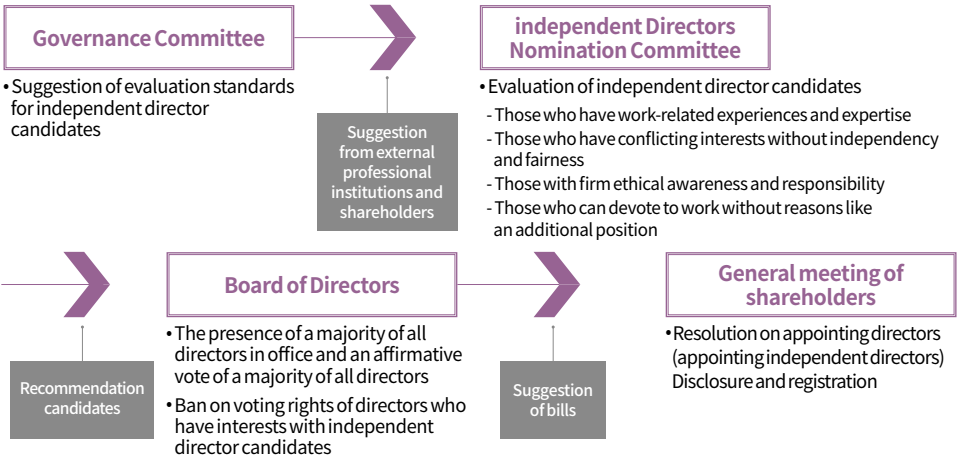 Governance Committee
• Suggestion of evaluation standards
for independent director
candidates
Suggestion
from external
professional
institutions and
shareholders
independent Directors
Nomination Committee
• Evaluation of independent director candidates
- Those who have work-related experiences and expertise
- Those who have conflicting interests without independency
and fairness
- Those with firm ethical awareness and responsibility
- Those who can devote to work without reasons like
an additional position
Recommendation
candidates
Board of Directors
• The presence of a majority of all
directors in office and an affirmative
vote of a majority of all directors
• Ban on voting rights of directors who
have interests with independent
director candidates
Suggestion
of bills
General meeting of
shareholders
• Resolution on appointing directors
(appointing independent directors)
Disclosure and registration